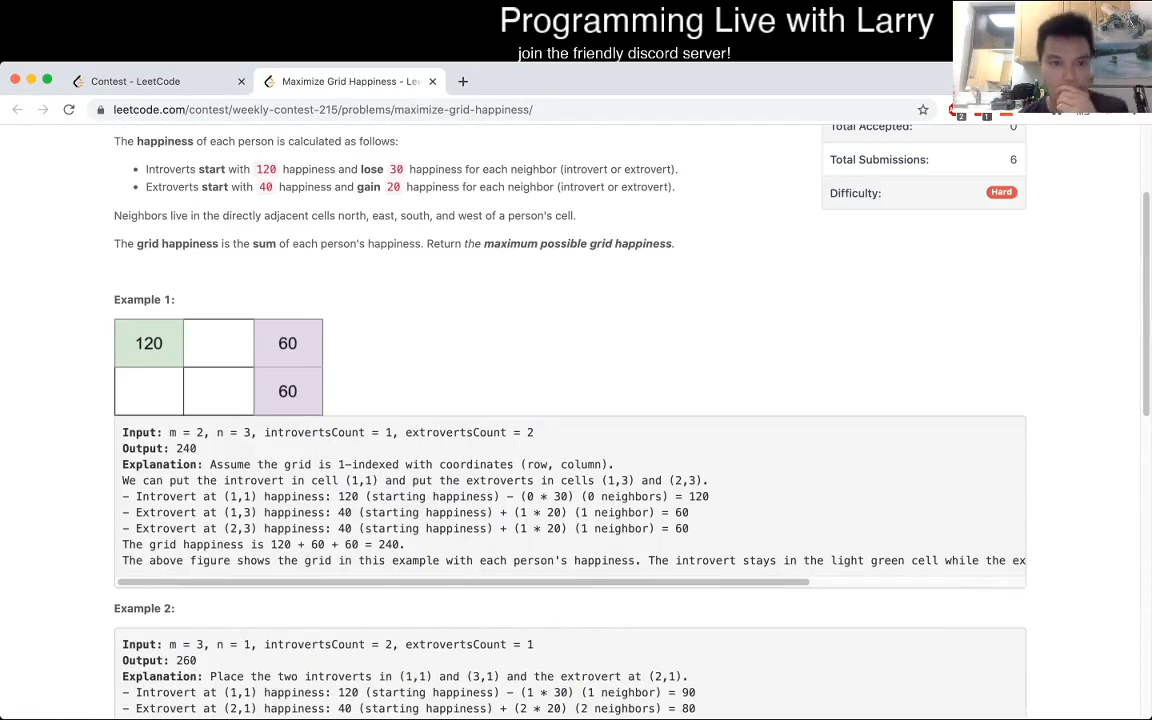 Programming Live with Larry
join the friendly discord server!
Contest - LeetCode
Maximize Grid Happiness - Lee
leetcode.com/contest/weekly-contest-215/problems/maximize-grid-happiness/
2
1
The happiness of each person is calculated as follows:
Total Accepted: 0
Introverts start with 120 happiness and lose 30 happiness for each neighbor (introvert or extrovert).
Total Submissions: 6
Extroverts start with 40 happiness and gain 20 happiness for each neighbor (introvert or extrovert).
Difficulty: Hard
Neighbors live in the directly adjacent cells north, east, south, and west of a person's cell.
The grid happiness is the sum of each person's happiness. Return the maximum possible grid happiness.
Example 1:
120 60
60
Input: m = 2, n = 3, introvertsCount = 1, extrovertsCount = 2
Output: 240
Explanation: Assume the grid is 1-indexed with coordinates (row, column).
We can put the introvert in cell (1,1) and put the extroverts in cells (1,3) and (2,3).
- Introvert at (1,1) happiness: 120 (starting happiness) - (0 * 30) (0 neighbors) = 120
- Extrovert at (1,3) happiness: 40 (starting happiness) + (1 * 20) (1 neighbor) = 60
- Extrovert at (2,3) happiness: 40 (starting happiness) + (1 * 20) (1 neighbor) = 60
The grid happiness is 120 + 60 + 60 = 240.
The above figure shows the grid in this example with each person's happiness. The introvert stays in the light green cell while the ex
Example 2:
Input: m = 3, n = 1, introvertsCount = 2, extrovertsCount = 1
Output: 260
Explanation: Place the two introverts in (1,1) and (3,1) and the extrovert at (2,1).
- Introvert at (1,1) happiness: 120 (starting happiness) - (1 * 30) (1 neighbor) = 90
- Extrovert at (2,1) happiness: 40 (starting happiness) + (2 * 20) (2 neighbors) = 80